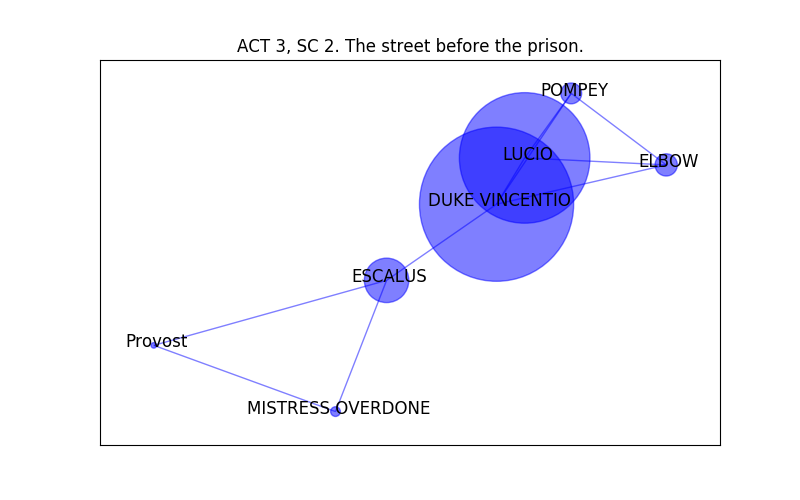 ACT 3, SC 2. The street before the prison.
POMPEY
LUCIO
ELBOW
DUKE VINCENTIO
ESCALUS
Provost
MISTRESS OVERDONE